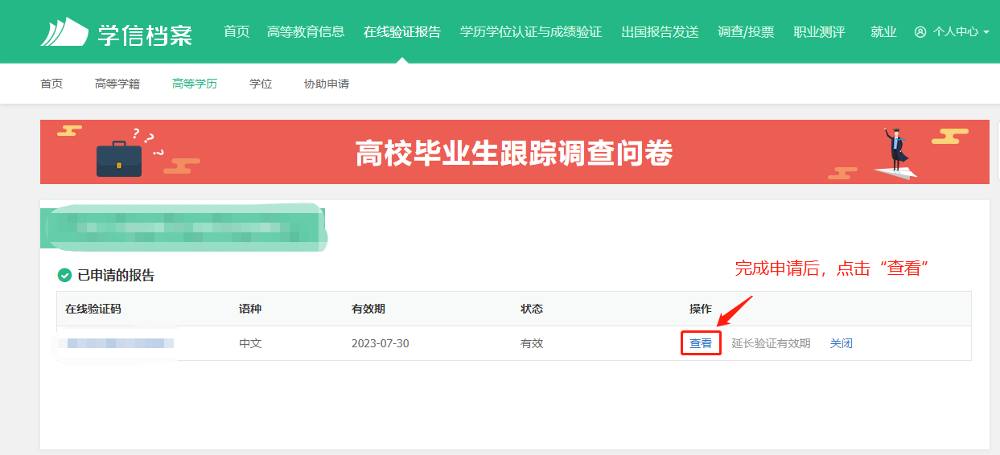 学信档案 首页 高等教育信息 在线验证报告 学历学位认证与成绩验证 出国报告发送 调查/投票 职业测评 就业 个人中心
首页 高等学籍 高等学历 学位 协助申请
? ? ?
高校毕业生跟踪调查问卷
完成申请后，点击“查看”
已申请的报告
在线验证码 语种 有效期 状态 操作
中文 2023-07-30 有效 查看 延长验证有效期 关闭